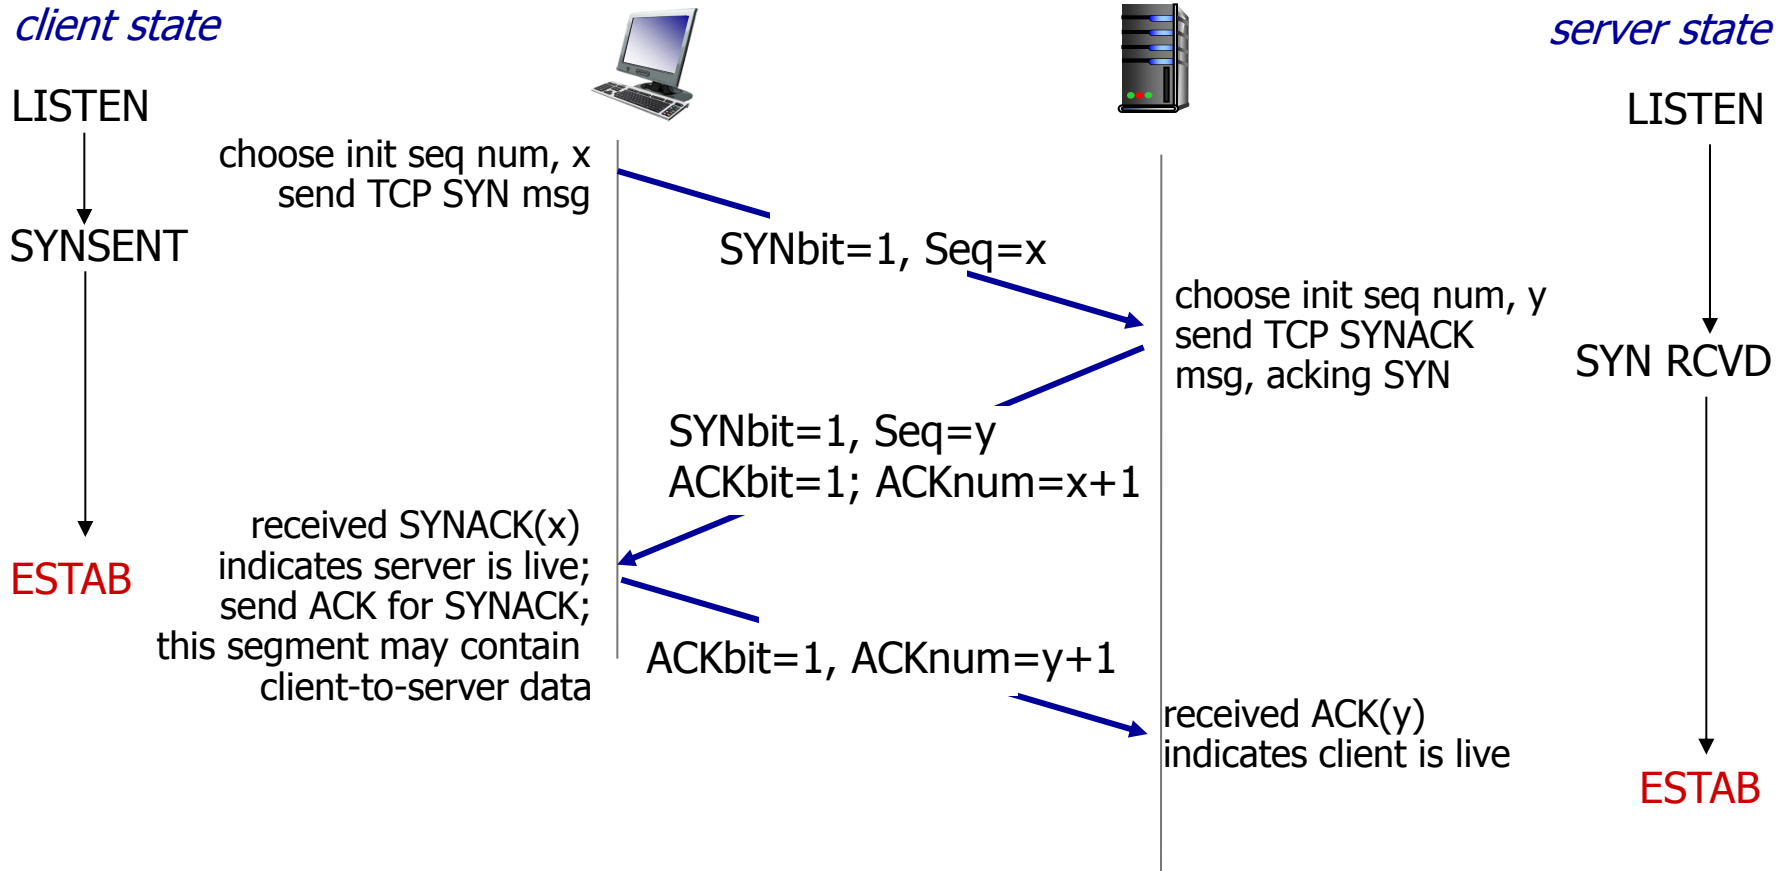 client state
server state
LISTEN
LISTEN
choose init seq num, x
send TCP SYN msg
SYNSENT
SYNbit=1, Seq=x
choose init seq num, y
send TCP SYNACK
msg, acking SYN
SYN RCVD
SYNbit=1, Seq=y
ACKbit=1; ACKnum=x+1
received SYNACK(x)
indicates server is live;
send ACK for SYNACK;
this segment may contain
client-to-server data
ESTAB
ACKbit=1, ACKnum=y+1
received ACK(y)
indicates client is live
ESTAB